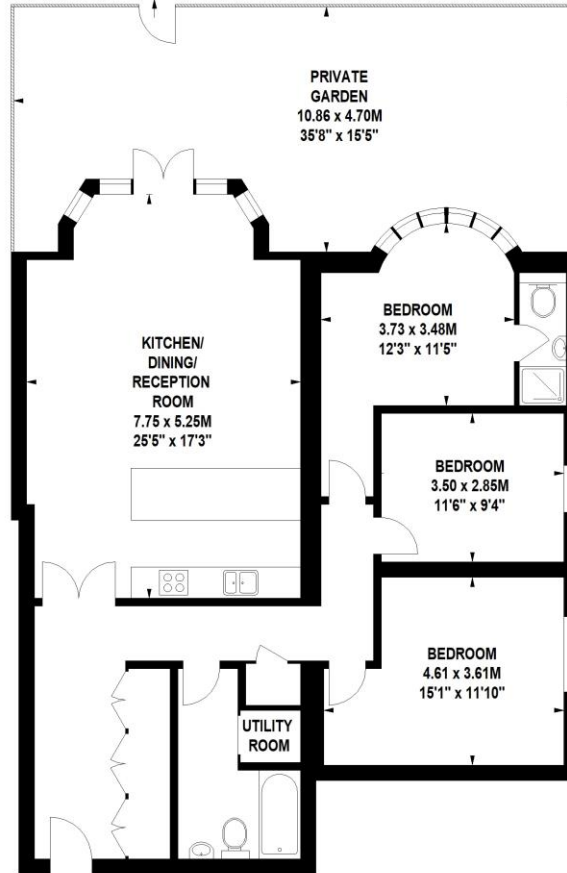 PRIVATE
GARDEN
10.86 x 4.70M
35'8" x 15'5"
KITCHEN/
DINING/
RECEPTION
ROOM
7.75 x 5.25M
25'5" x 17'3"
BEDROOM
3.73 x 3.48M
12'3" x 11'5"
BEDROOM
3.50 x 2.85M
11'6" x 9'4"
BEDROOM
4.61 x 3.61M
15'1" x 11'10"
UTILITY
ROOM